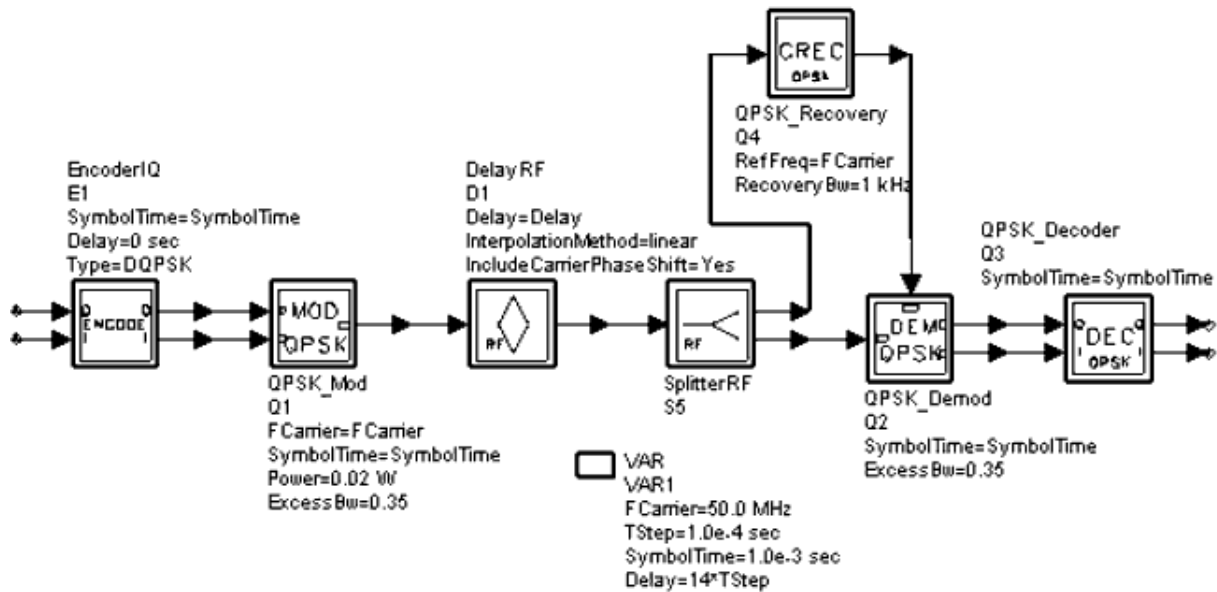 CREC
QPSK
QPSK_Recovery
Q4
RefFreq=FCarrier
RecoveryBw=1 kHz
EncoderIQ
E1
SymbolTime=SymbolTime
Delay=0 sec
Type=DQPSK
DelayRF
D1
Delay=Delay
InterpolationMethod=linear
IncludeCarrierPhaseShift=Yes
QPSK_Decoder
Q3
SymbolTime=SymbolTime
Q Q
ENCODE
I I
MOD
QPSK
RF
RF
DEM
QPSK
Q
DEC
I
QPSK
QPSK_Mod
Q1
FCarrier=FCarrier
SymbolTime=SymbolTime
Power=0.02 W
ExcessBw=0.35
SplitterRF
S5
QPSK_Demod
Q2
SymbolTime=SymbolTime
ExcessBw=0.35
VAR
VAR1
FCarrier=50.0 MHz
TStep=1.0e-4 sec
SymbolTime=1.0e-3 sec
Delay=14*TStep